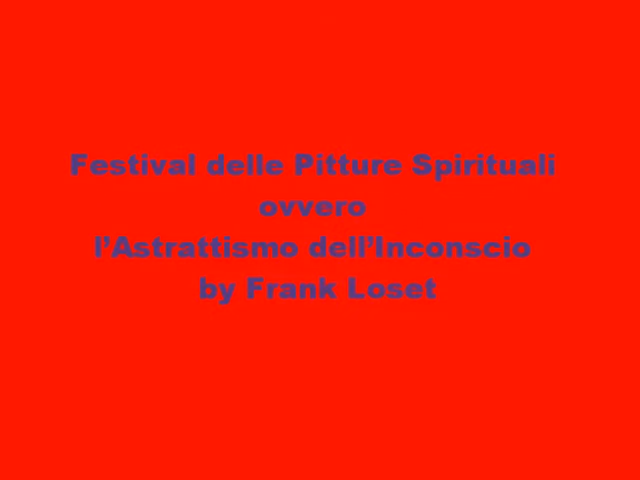 Festival delle Pitture Spirituali
ovvero
l’Astrattismo dell’Inconscio
by Frank Loset